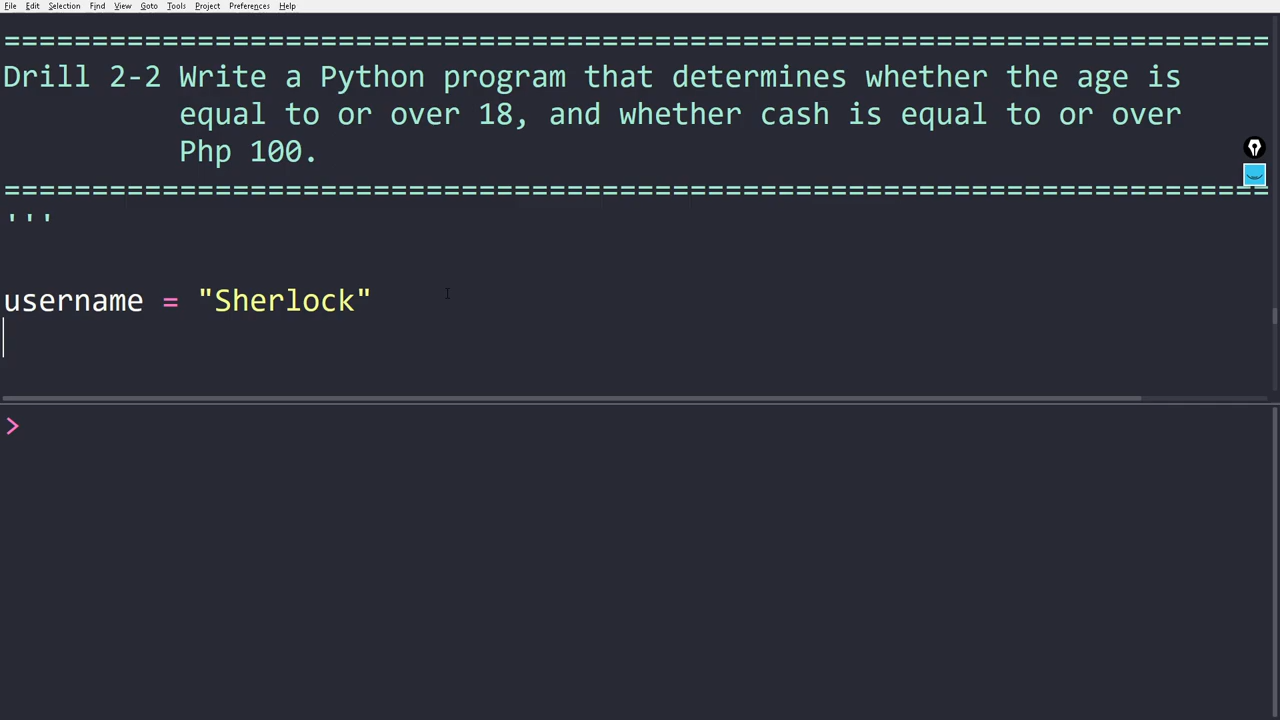 File Edit Selection Find View Goto Tools Project Preferences Help
========================================================================
Drill 2-2 Write a Python program that determines whether the age is
equal to or over 18, and whether cash is equal to or over
Php 100.
========================================================================
'''
username = "Sherlock"
>